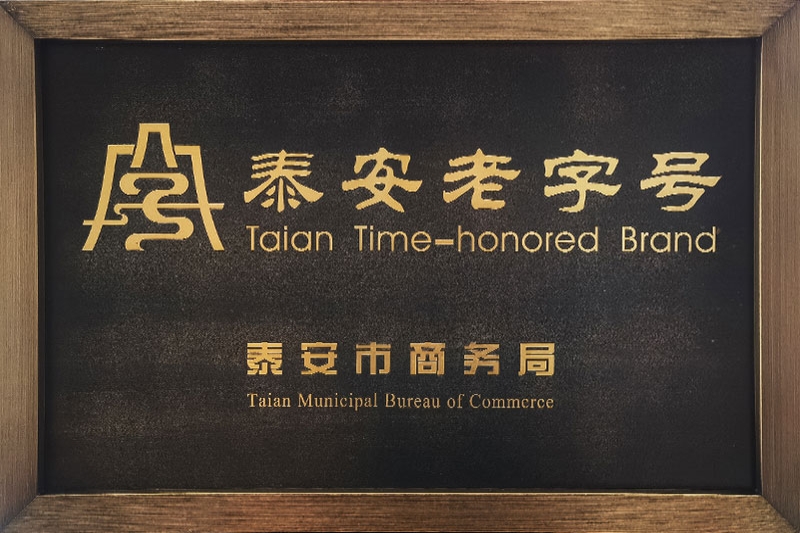 泰安老字号
Taian Time-honored Brand
泰安市商务局
Taian Municipal Bureau of Commerce